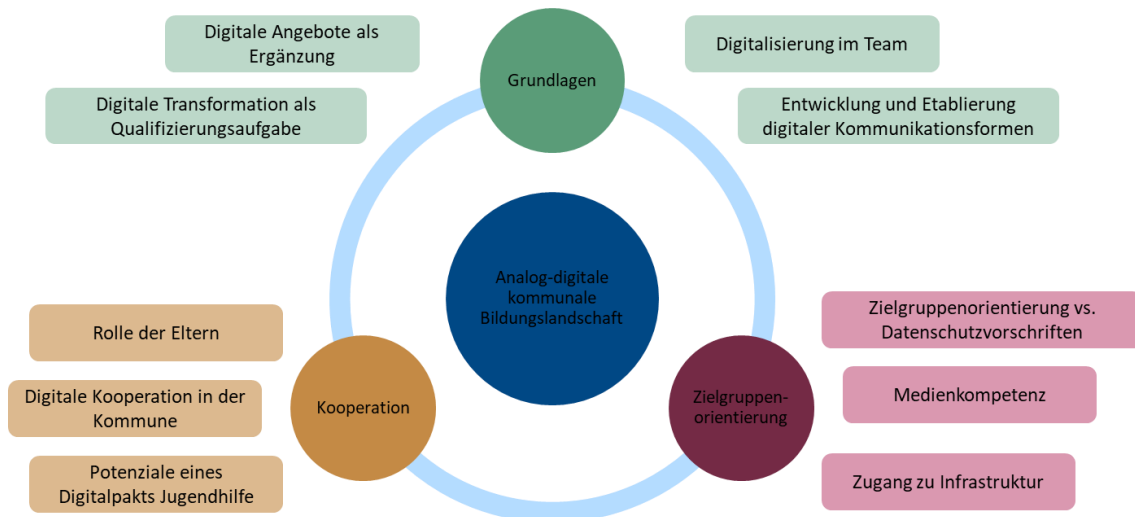 Digitale Angebote als
Ergänzung
Digitale Transformation als
Qualifizierungsaufgabe
Grundlagen
Digitalisierung im Team
Entwicklung und Etablierung
digitaler Kommunikationsformen
Analog-digitale
kommunale
Bildungslandschaft
Rolle der Eltern
Digitale Kooperation in der
Kommune
Potenziale eines
Digitalpakts Jugendhilfe
Kooperation
Zielgruppen-
orientierung
Zielgruppenorientierung vs.
Datenschutzvorschriften
Medienkompetenz
Zugang zu Infrastruktur